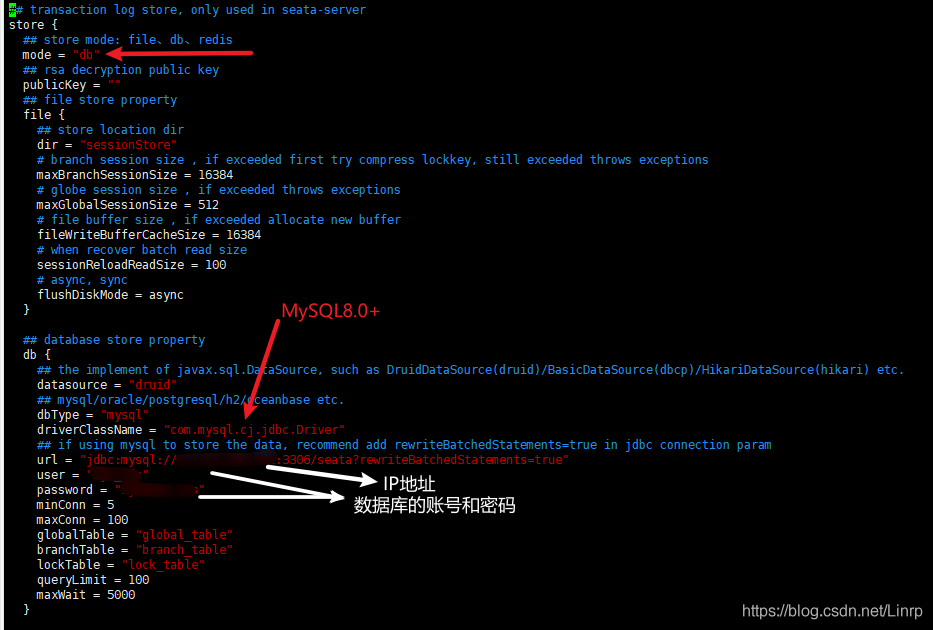 ## transaction log store, only used in seata-server
store {
## store mode: file、db、redis
mode = "db"
## rsa decryption public key
publicKey = ""
## file store property
file {
## store location dir
dir = "sessionStore"
# branch session size , if exceeded first try compress lockkey, still exceeded throws exceptions
maxBranchSessionSize = 16384
# globe session size , if exceeded throws exceptions
maxGlobalSessionSize = 512
# file buffer size , if exceeded allocate new buffer
fileWriteBufferCacheSize = 16384
# when recover batch read size
sessionReloadReadSize = 100
# async, sync
flushDiskMode = async
}
MySQL8.0+
## database store property
db {
## the implement of javax.sql.DataSource, such as DruidDataSource(druid)/BasicDataSource(dbcp)/HikariDataSource(hikari) etc.
datasource = "druid"
## mysql/oracle/postgresql/h2/oceanbase etc.
dbType = "mysql"
driverClassName = "com.mysql.cj.jdbc.Driver"
## if using mysql to store the data, recommend add rewriteBatchedStatements=true in jdbc connection param
url = "jdbc:mysql:// :3306/seata?rewriteBatchedStatements=true"
user = " "
IP地址
password = " "
数据库的账号和密码
minConn = 5
maxConn = 100
globalTable = "global_table"
branchTable = "branch_table"
lockTable = "lock_table"
queryLimit = 100
maxWait = 5000
}
https://blog.csdn.net/Linrp